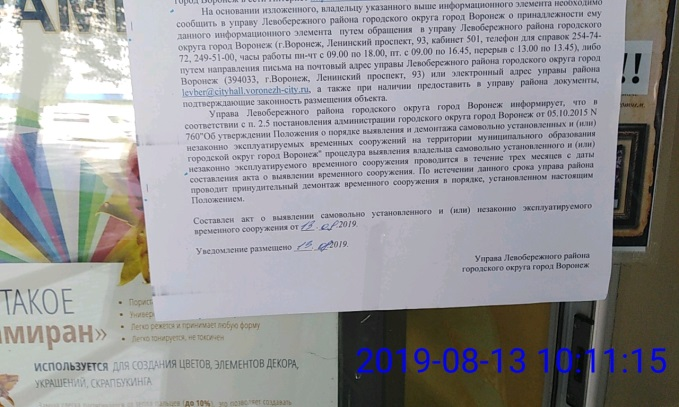 На основании изложенного, владельцу указанного выше информационного элемента необходимо
сообщить в управу Левобережного района городского округа город Воронеж о принадлежности ему
данного информационного элемента путем обращения в управу Левобережного района городского
округа город Воронеж (г.Воронеж, Ленинский проспект, 93, кабинет 501, телефон для справок 254-74-
72, 249-51-00, часы работы пн-чт с 09.00 по 18.00, пт. с 09.00 по 16.45, перерыв с 13.00 по 13.45), либо
путем направления письма на почтовый адрес управы Левобережного района городского округа город
Воронеж (394033, г.Воронеж, Ленинский проспект, 93) или электронный адрес управы района
levber@cityhall.voronezh-city.ru, а также при наличии предоставить в управу района документы,
подтверждающие законность размещения объекта.
Управа Левобережного района городского округа город Воронеж информирует, что в
соответствии с п. 2.5 постановления администрации городского округа город Воронеж от 05.10.2015 N
760"Об утверждении Положения о порядке выявления и демонтажа самовольно установленных и (или)
незаконно эксплуатируемых временных сооружений на территории муниципального образования
городской округ город Воронеж" процедура выявления владельца самовольно установленного и (или)
незаконно эксплуатируемого временного сооружения проводится в течение трех месяцев с даты
составления акта о выявлении временного сооружения. По истечении данного срока управа района
проводит принудительный демонтаж временного сооружения в порядке, установленном настоящим
Положением.
Составлен акт о выявлении самовольно установленного и (или) незаконно эксплуатируемого
временного сооружения от 13.08.2019.
Уведомление размещено 13.08.2019.
Управа Левобережного района
городского округа город Воронеж
!!
ТАКОЕ
миран»
• Легко режется и принимает любую форму
• Легко тонируется, не токсичен
ИСПОЛЬЗУЕТСЯ ДЛЯ СОЗДАНИЯ ЦВЕТОВ, ЭЛЕМЕНТОВ ДЕКОРА,
УКРАШЕНИЙ, СКРАПБУКИНГА
2019-08-13 10:11:15